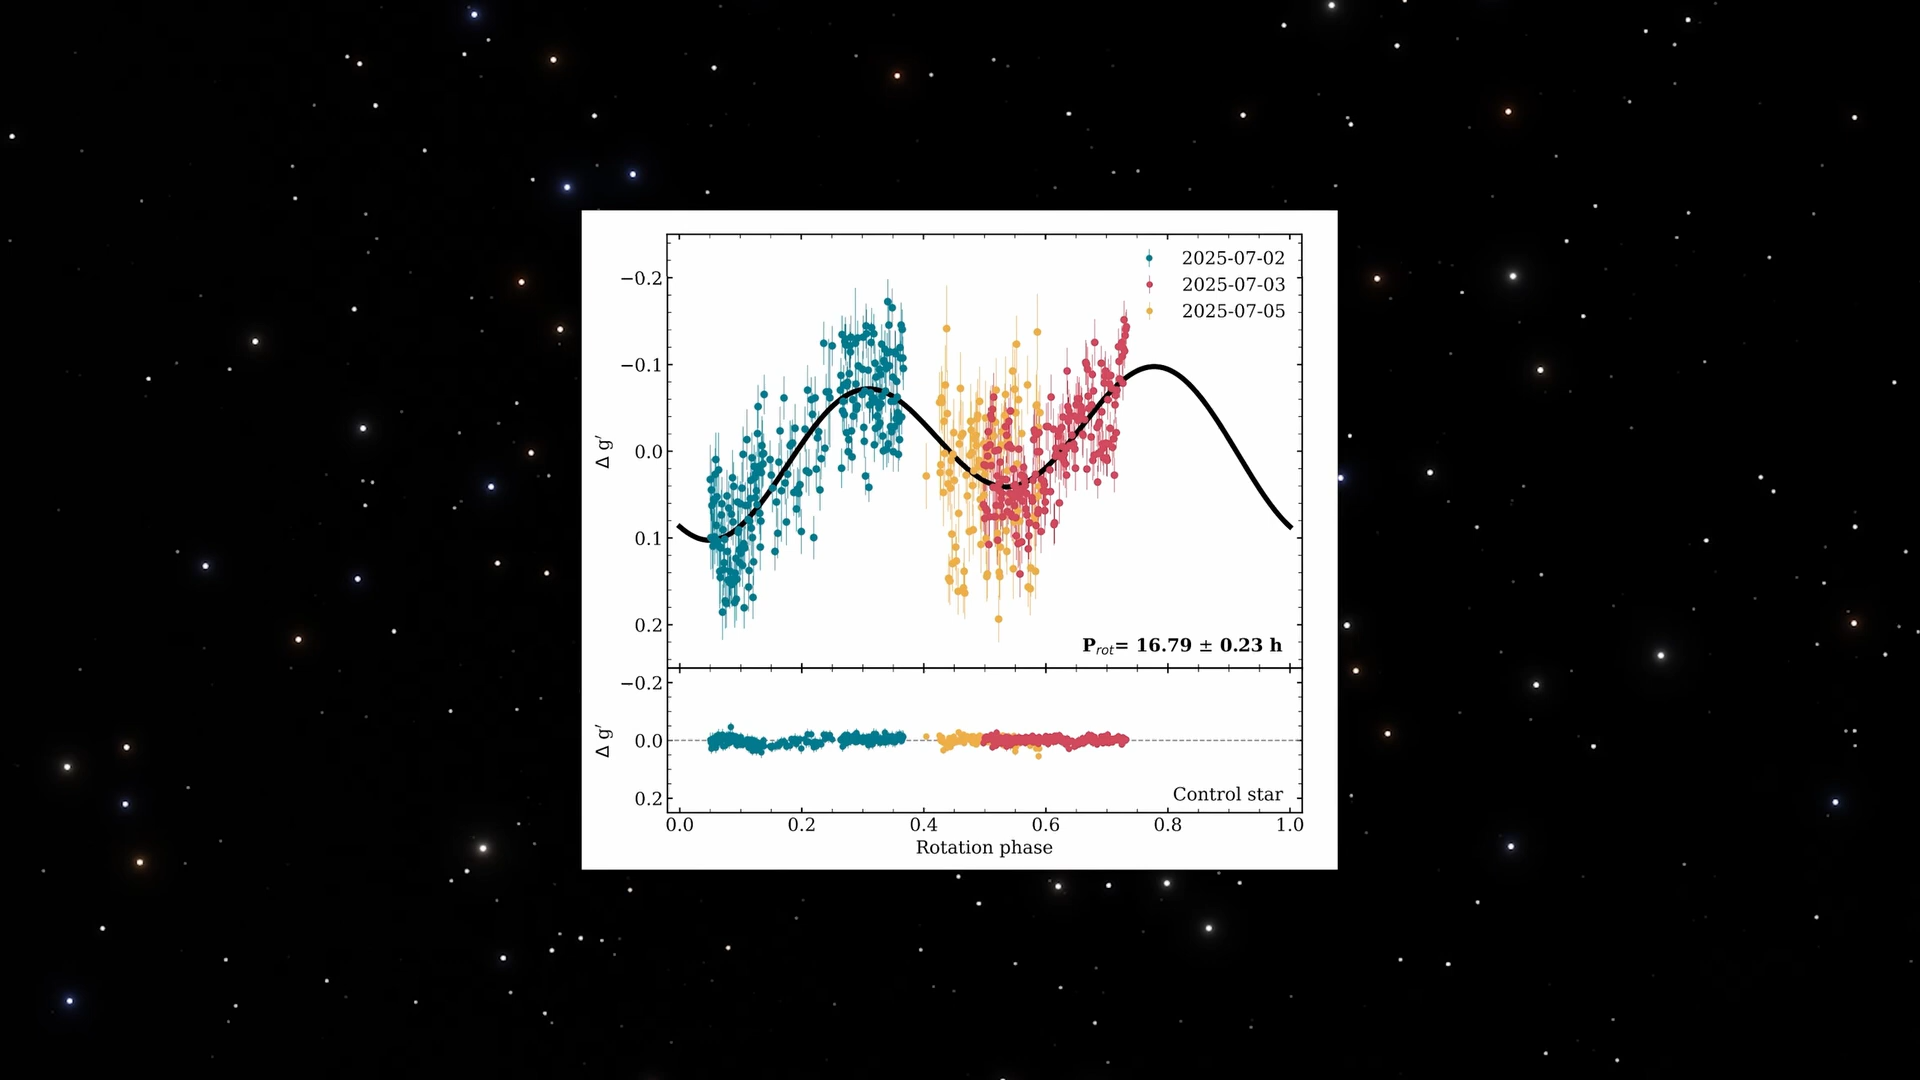 2025-07-02
2025-07-03
2025-07-05
−0.2
−0.1
0.0
0.1
0.2
Δ g′
P_rot= 16.79 ± 0.23 h
−0.2
0.0
0.2
Δ g′
Control star
0.0 0.2 0.4 0.6 0.8 1.0
Rotation phase